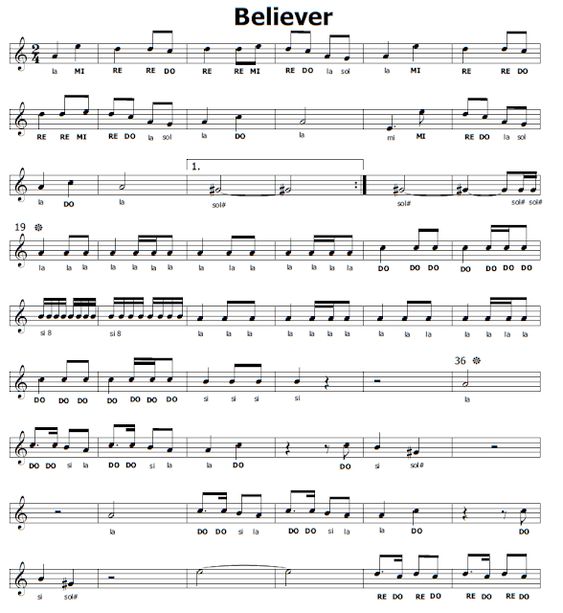 Believer
la MI RE RE DO RE RE MI RE DO la sol la MI RE RE DO
RE RE MI RE DO la sol la DO la mi MI RE DO la sol
1.
la DO la sol# sol# sol# sol#
19
la la la la la la la la la la la la la la DO DO DO DO DO DO DO
si 8 si 8 la la la la la la la la la la la la la la
36
DO DO DO DO DO DO DO si si si si la
DO DO si la DO DO si la la DO DO si sol#
la DO DO si la DO DO si la la DO DO
si sol# RE DO RE DO RE DO RE DO